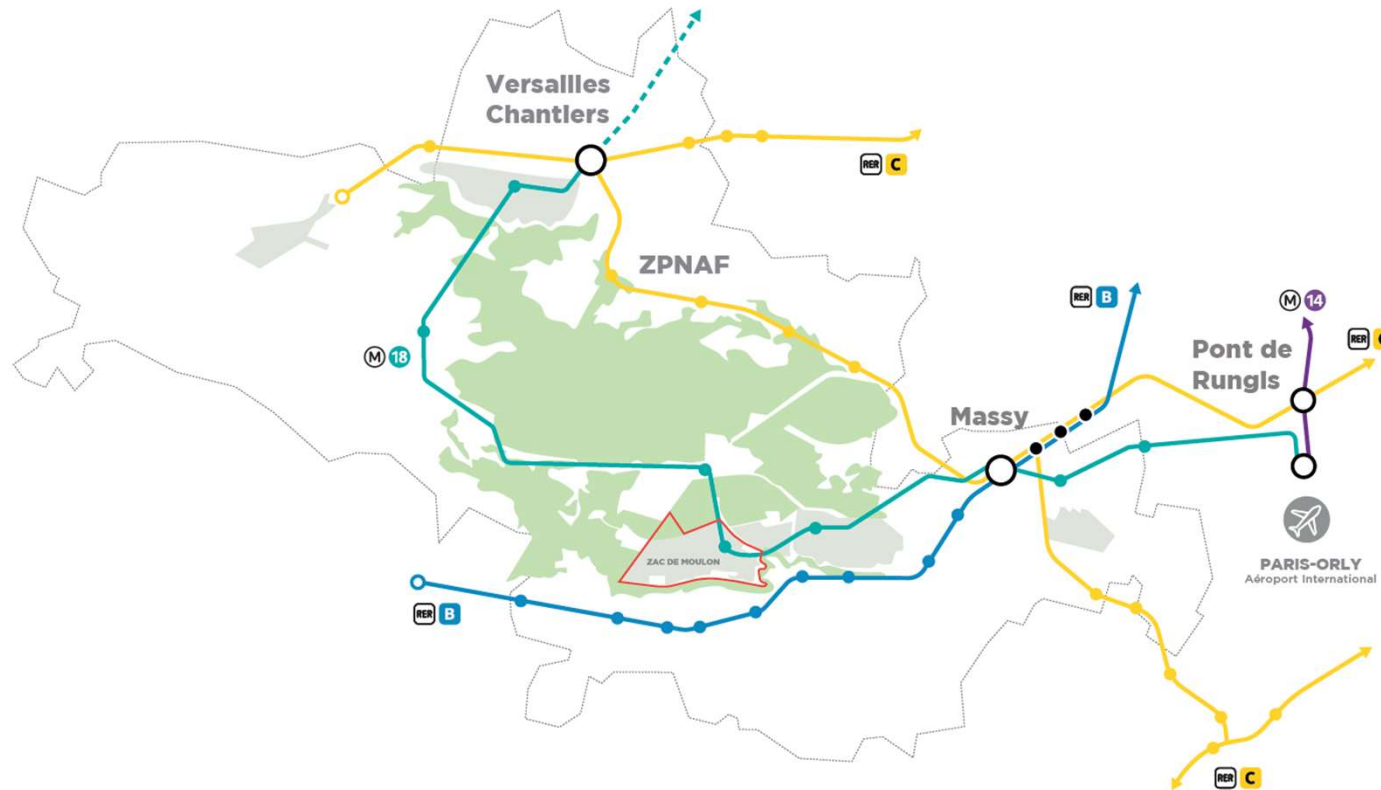 Versailles
Chantiers
RER C
ZPNAF
RER B
M 14
M 18
Pont de
Rungis
RER
Massy
ZAC DE MOULON
PARIS-ORLY
Aéroport International
RER B
RER C